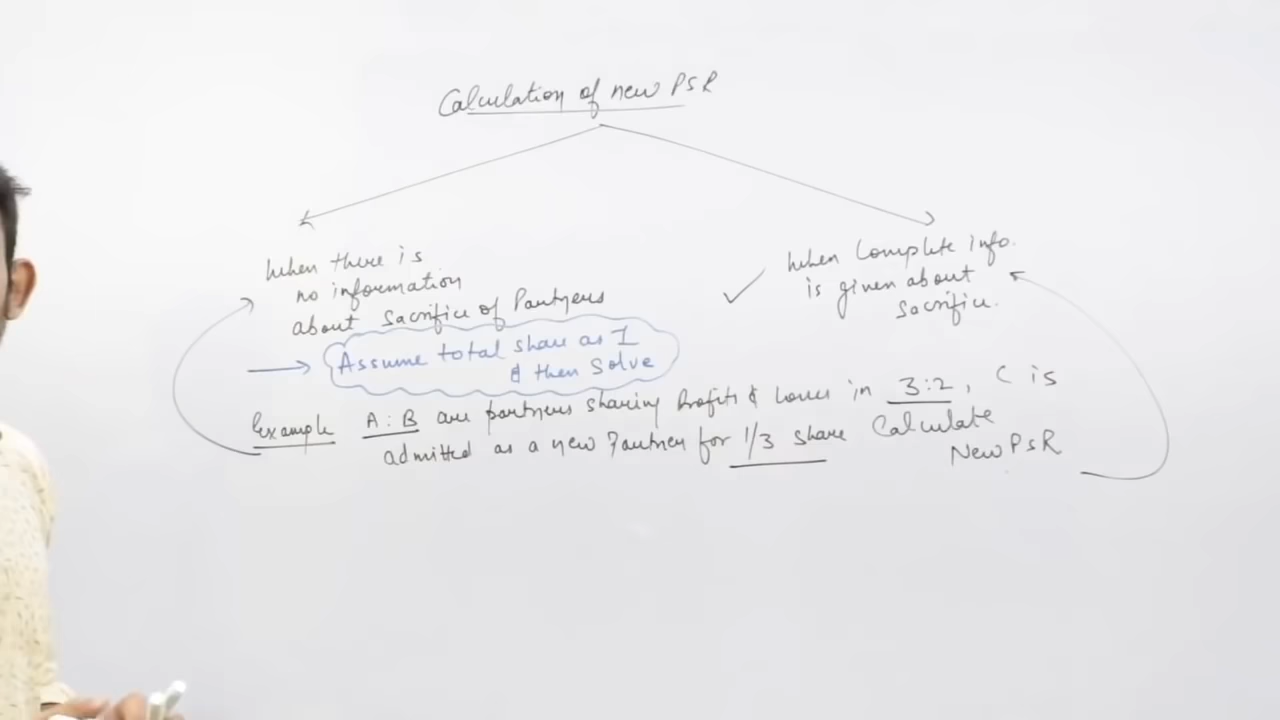 Calculation of new PSR
When there is
no information
about sacrifice of Partners
When Complete info.
is given about
Sacrifice.
Assume total share as 1
& then Solve
Example A:B are partners sharing Profits & Losses in 3:2, C is
admitted as a new Partner for 1/3 share Calculate
New PSR